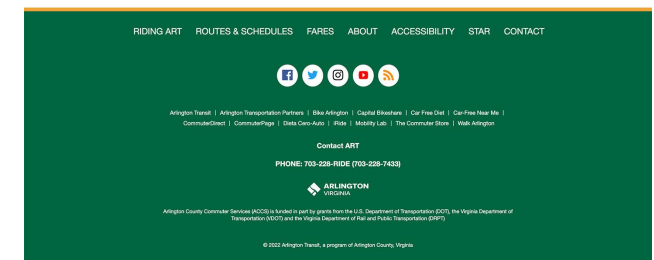 RIDING ART ROUTES & SCHEDULES FARES ABOUT ACCESSIBILITY STAR CONTACT
Arlington Transit | Arlington Transportation Partners | Bike Arlington | Capital Bikeshare | Car Free Diet | Car-Free Near Me |
CommuterDirect | CommuterPage | Dieta Cero-Auto | iRide | Mobility Lab | The Commuter Store | Walk Arlington
Contact ART
PHONE: 703-228-RIDE (703-228-7433)
ARLINGTON
VIRGINIA
Arlington County Commuter Services (ACCS) is funded in part by grants from the U.S. Department of Transportation (DOT), the Virginia Department of
Transportation (VDOT) and the Virginia Department of Rail and Public Transportation (DRPT)
© 2022 Arlington Transit, a program of Arlington County, Virginia